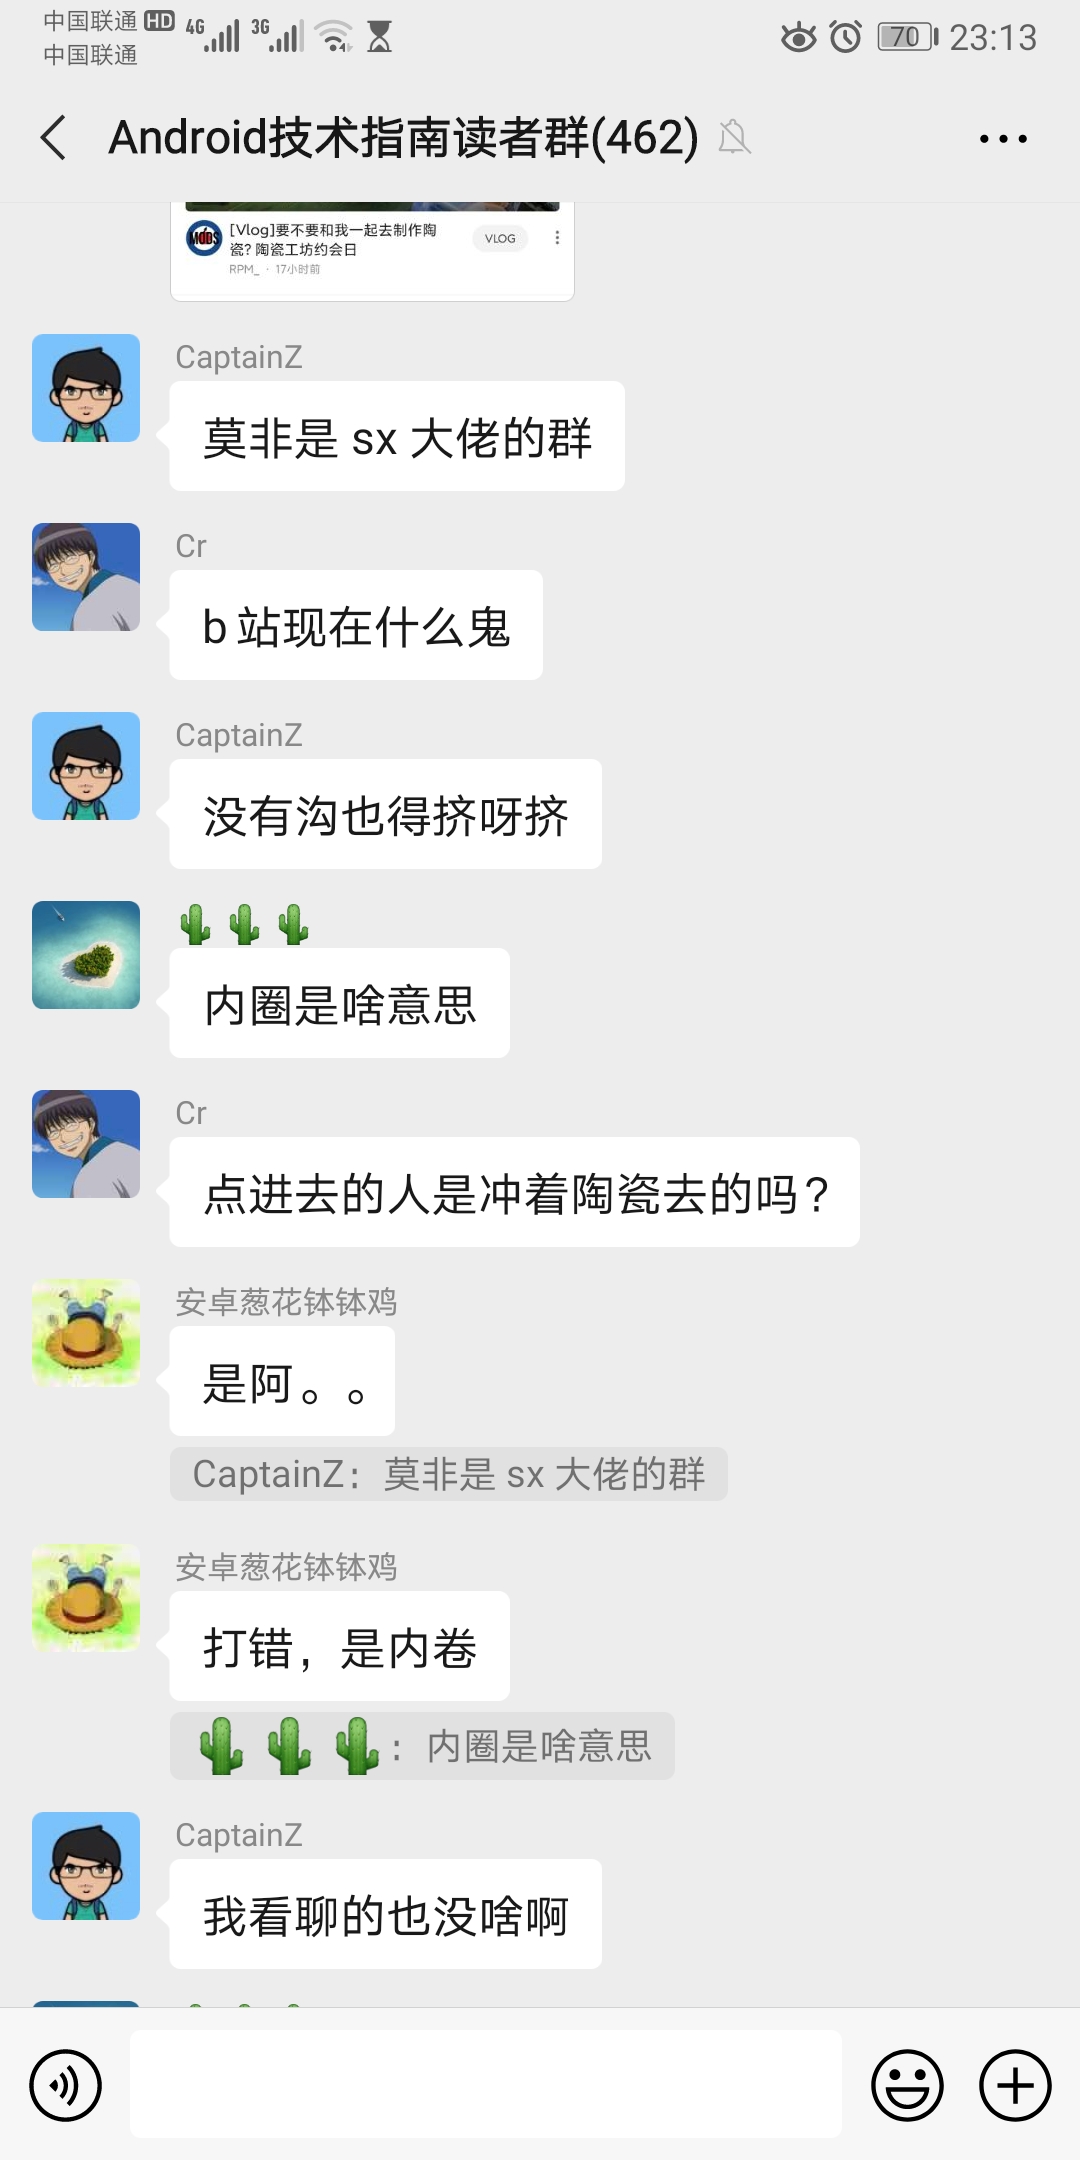 中国联通 HD 4G 3G 70 23:13
中国联通
Android技术指南读者群(462)
[Vlog]要不要和我一起去制作陶
瓷? 陶瓷工坊约会日
VLOG
RPM_ · 17小时前
MODS
CaptainZ
莫非是 sx 大佬的群
Cr
b 站现在什么鬼
CaptainZ
没有沟也得挤呀挤
🌵 🌵 🌵
内圈是啥意思
Cr
点进去的人是冲着陶瓷去的吗？
安卓葱花钵钵鸡
是阿。。
CaptainZ：莫非是 sx 大佬的群
安卓葱花钵钵鸡
打错，是内卷
🌵 🌵 🌵：内圈是啥意思
CaptainZ
我看聊的也没啥啊